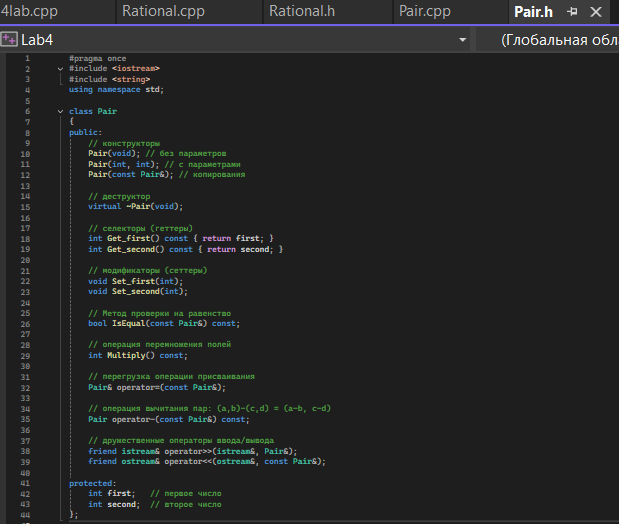 4lab.cpp Rational.cpp Rational.h Pair.cpp Pair.h
Lab4 (Глобальная обл
1 #pragma once
2 #include <iostream>
3 #include <string>
4 using namespace std;
5
6 class Pair
7 {
8 public:
9 // конструкторы
10 Pair(void); // без параметров
11 Pair(int, int); // с параметрами
12 Pair(const Pair&); // копирования
13
14 // деструктор
15 virtual ~Pair(void);
16
17 // селекторы (геттеры)
18 int Get_first() const { return first; }
19 int Get_second() const { return second; }
20
21 // модификаторы (сеттеры)
22 void Set_first(int);
23 void Set_second(int);
24
25 // Метод проверки на равенство
26 bool IsEqual(const Pair&) const;
27
28 // операция перемножения полей
29 int Multiply() const;
30
31 // перегрузка операции присваивания
32 Pair& operator=(const Pair&);
33
34 // операция вычитания пар: (a,b)-(c,d) = (a-b, c-d)
35 Pair operator-(const Pair&) const;
36
37 // дружественные операторы ввода/вывода
38 friend istream& operator>>(istream&, Pair&);
39 friend ostream& operator<<(ostream&, const Pair&);
40
41 protected:
42 int first; // первое число
43 int second; // второе число
44 };